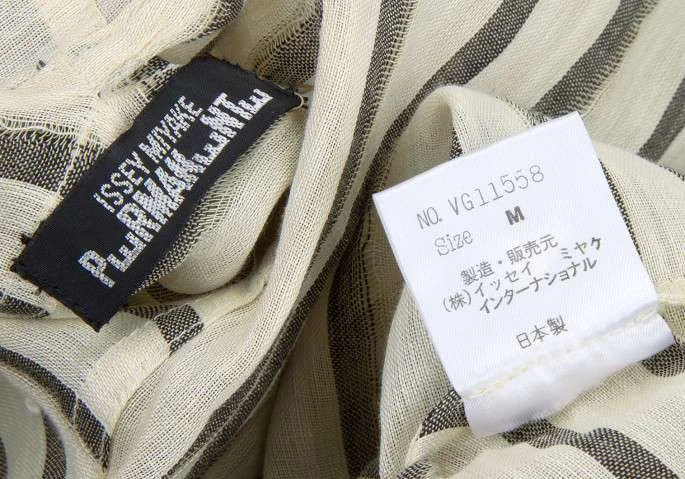 ISSEY MIYAKE
PERMANENTE
NO. VG11558
Size M
製造・販売元
(株)イッセイ ミヤケ
インターナショナル
日本製